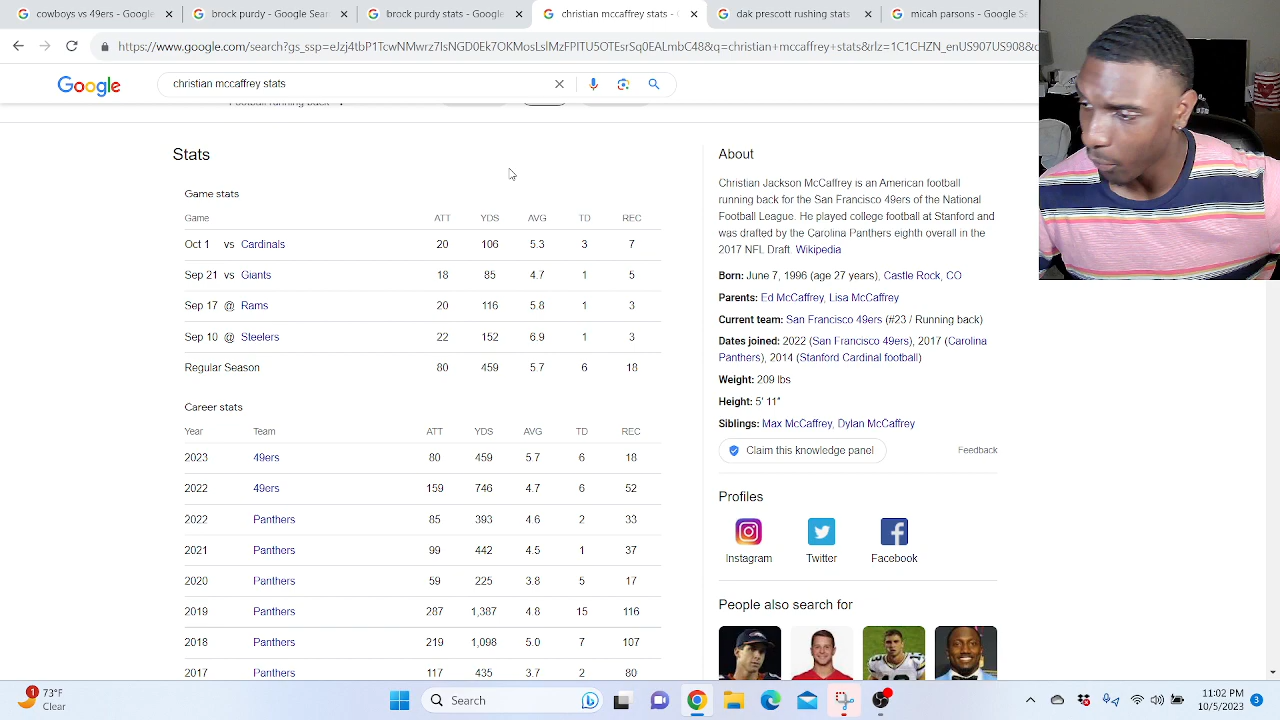 cowboys vs 49ers - Google
brock purdy - Google Sear
brock purdy stats - Google
christian mccaffrey stats -
dak prescott rushing stats
micah parsons - Google Se
christian mccaffrey stats
Google
Football running back
Stats
Game stats
Game ATT YDS AVG TD REC
Oct 1 vs Cardinals 20 106 5.3 3 7
Sep 21 vs Giants 18 85 4.7 1 5
Sep 17 @ Rams 20 116 5.8 1 3
Sep 10 @ Steelers 22 152 6.9 1 3
Regular Season 80 459 5.7 6 18
Career stats
Year Team ATT YDS AVG TD REC
2023 49ers 80 459 5.7 6 18
2022 49ers 159 746 4.7 6 52
2022 Panthers 85 393 4.6 2 33
2021 Panthers 99 442 4.5 1 37
2020 Panthers 59 225 3.8 5 17
2019 Panthers 287 1,387 4.8 15 116
2018 Panthers 219 1,098 5.0 7 107
2017 Panthers 117 435 3.7 2 80
About
Christian Jackson McCaffrey is an American football
running back for the San Francisco 49ers of the National
Football League. He played college football at Stanford and
was drafted by the Carolina Panthers eighth overall in the
2017 NFL Draft. Wikipedia
Born: June 7, 1996 (age 27 years), Castle Rock, CO
Parents: Ed McCaffrey, Lisa McCaffrey
Current team: San Francisco 49ers (#23 / Running back)
Dates joined: 2022 (San Francisco 49ers), 2017 (Carolina
Panthers), 2014 (Stanford Cardinal football)
Weight: 209 lbs
Height: 5' 11"
Siblings: Max McCaffrey, Dylan McCaffrey
Claim this knowledge panel
Feedback
Profiles
Instagram Twitter Facebook
People also search for
1
73°F
Clear
Search
11:02 PM
10/5/2023
3